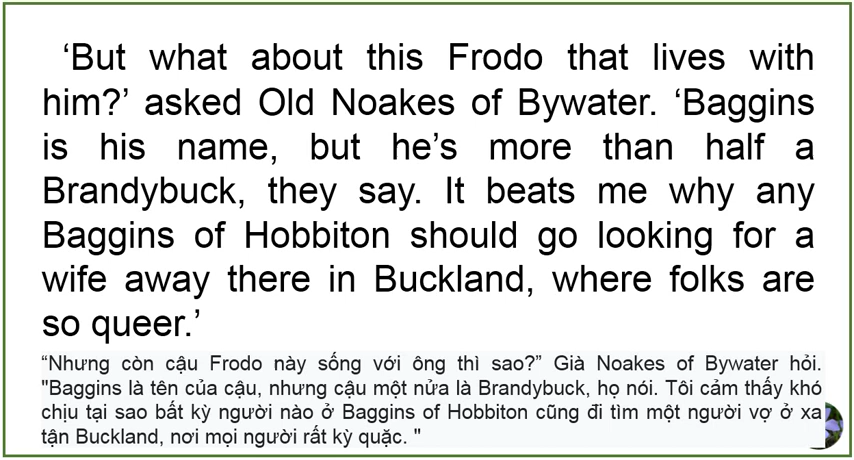 ‘But what about this Frodo that lives with
him?’ asked Old Noakes of Bywater. ‘Baggins
is his name, but he’s more than half a
Brandybuck, they say. It beats me why any
Baggins of Hobbiton should go looking for a
wife away there in Buckland, where folks are
so queer.’
“Nhưng còn cậu Frodo này sống với ông thì sao?” Già Noakes of Bywater hỏi.
"Baggins là tên của cậu, nhưng cậu một nửa là Brandybuck, họ nói. Tôi cảm thấy khó
chịu tại sao bất kỳ người nào ở Baggins of Hobbiton cũng đi tìm một người vợ ở xa
tận Buckland, nơi mọi người rất kỳ quặc. "